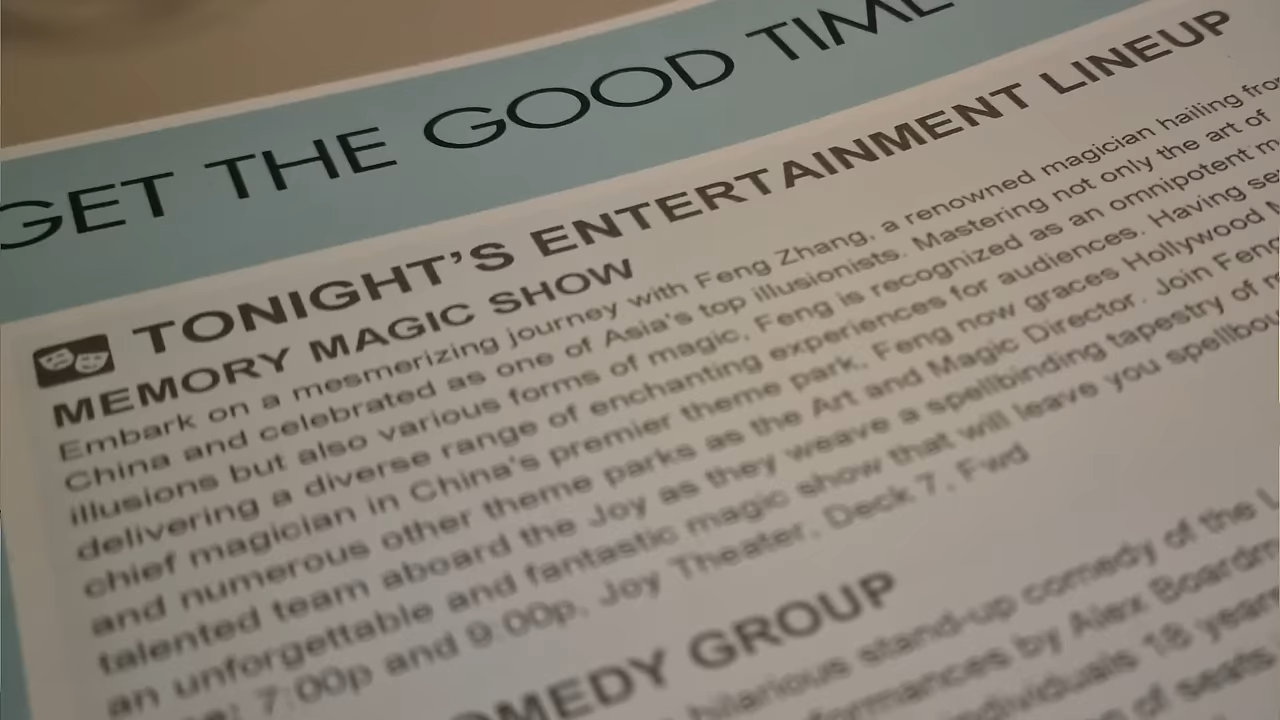 GET THE GOOD TIME
TONIGHT'S ENTERTAINMENT LINEUP
MEMORY MAGIC SHOW
Embark on a mesmerizing journey with Feng Zhang, a renowned magician hailing from
China and celebrated as one of Asia's top illusionists. Mastering not only the art of
illusions but also various forms of magic, Feng is recognized as an omnipotent
delivering a diverse range of enchanting experiences for audiences. Having
chief magician in China's premier theme park, Feng now graces Hollywood
and numerous other theme parks as the Art and Magic Director. Join Feng
talented team aboard the Joy as they weave a spellbinding tapestry of
an unforgettable and fantastic magic show that will leave you
7:00p and 9:00p, Joy Theater, Deck 7, Fwd
OMEDY GROUP
hilarious stand-up comedy of the
by Alex
individuals 18 years
of seats